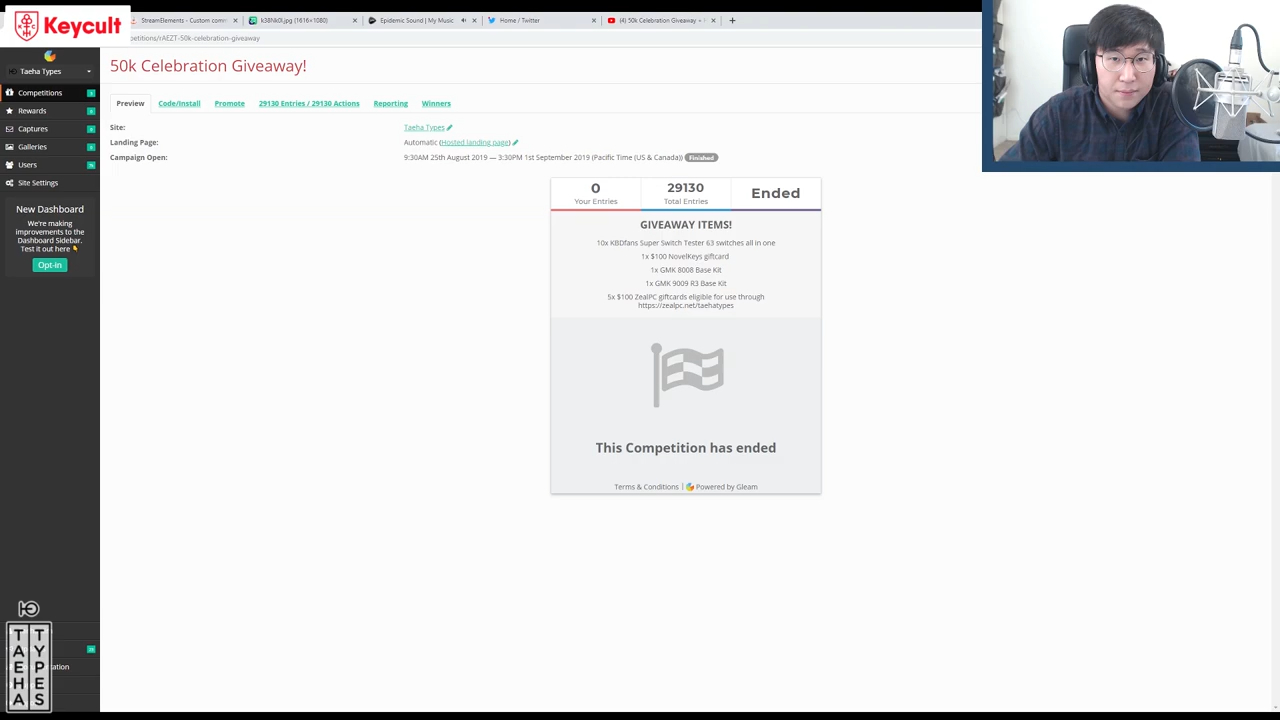 Keycult
StreamElements - Custom comm
k38Nk0l.jpg (1616×1080)
Epidemic Sound | My Music
Home / Twitter
(4) 50k Celebration Giveaway +
etitions/rAEZT-50k-celebration-giveaway
Taeha Types
Competitions
Rewards
Captures
Galleries
Users
Site Settings
New Dashboard
We're making
improvements to the
Dashboard Sidebar.
Test it out here
Opt-in
50k Celebration Giveaway!
Preview
Code/Install
Promote
29130 Entries / 29130 Actions
Reporting
Winners
Site:
Taeha Types
Landing Page:
Automatic (Hosted landing page)
Campaign Open:
9:30AM 25th August 2019 — 3:30PM 1st September 2019 (Pacific Time (US & Canada)) Finished
0
Your Entries
29130
Total Entries
Ended
GIVEAWAY ITEMS!
10x KBDfans Super Switch Tester 63 switches all in one
1x $100 NovelKeys giftcard
1x GMK 8008 Base Kit
1x GMK 9009 R3 Base Kit
5x $100 ZealPC giftcards eligible for use through
https://zealpc.net/taehatypes
This Competition has ended
Terms & Conditions | Powered by Gleam
TAEHA
TYPES
tation